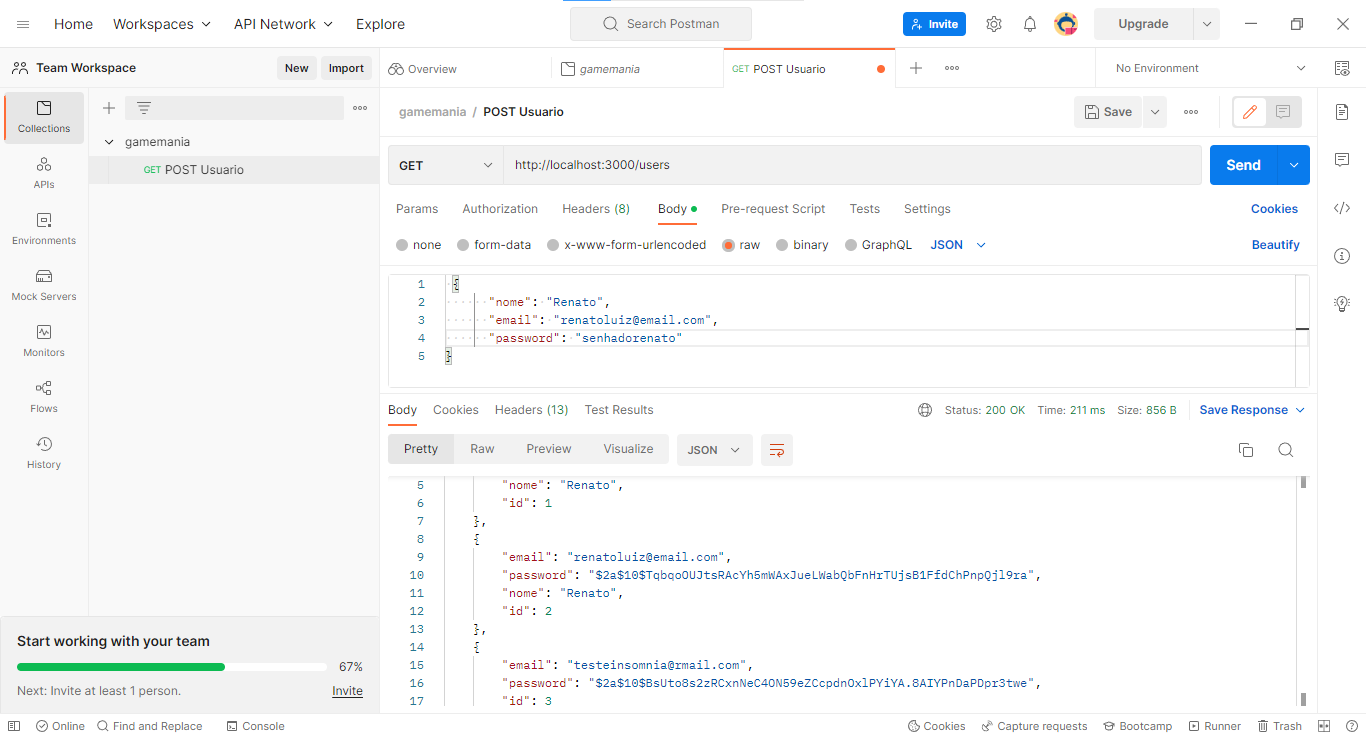 Home Workspaces API Network Explore Search Postman Invite Upgrade
Team Workspace New Import Overview gamemania GET POST Usuario No Environment
Collections
APIs
Environments
Mock Servers
Monitors
Flows
History
gamemania
GET POST Usuario
gamemania / POST Usuario Save
GET http://localhost:3000/users Send
Params Authorization Headers (8) Body Pre-request Script Tests Settings Cookies
none form-data x-www-form-urlencoded raw binary GraphQL JSON Beautify
1 {
2 "nome": "Renato",
3 "email": "renatoluiz@email.com",
4 "password": "senhadorenato"
5 }
Body Cookies Headers (13) Test Results Status: 200 OK Time: 211 ms Size: 856 B Save Response
Pretty Raw Preview Visualize JSON
5 "nome": "Renato",
6 "id": 1
7 },
8 {
9 "email": "renatoluiz@email.com",
10 "password": "$2a$10$TqbqoOUJtsRAcYh5mWAxJueLWabQbFnHrTUjsB1FfdChPnpQjl9ra",
11 "nome": "Renato",
12 "id": 2
13 },
14 {
15 "email": "testeinsomnia@rmail.com",
16 "password": "$2a$10$BsUto8s2zRCxnNeC4ON59eZCcpdnOxlPYiYA.8AIYPnDaPDpr3twe",
17 "id": 3
Start working with your team
67%
Next: Invite at least 1 person. Invite
Online Find and Replace Console Cookies Capture requests Bootcamp Runner Trash